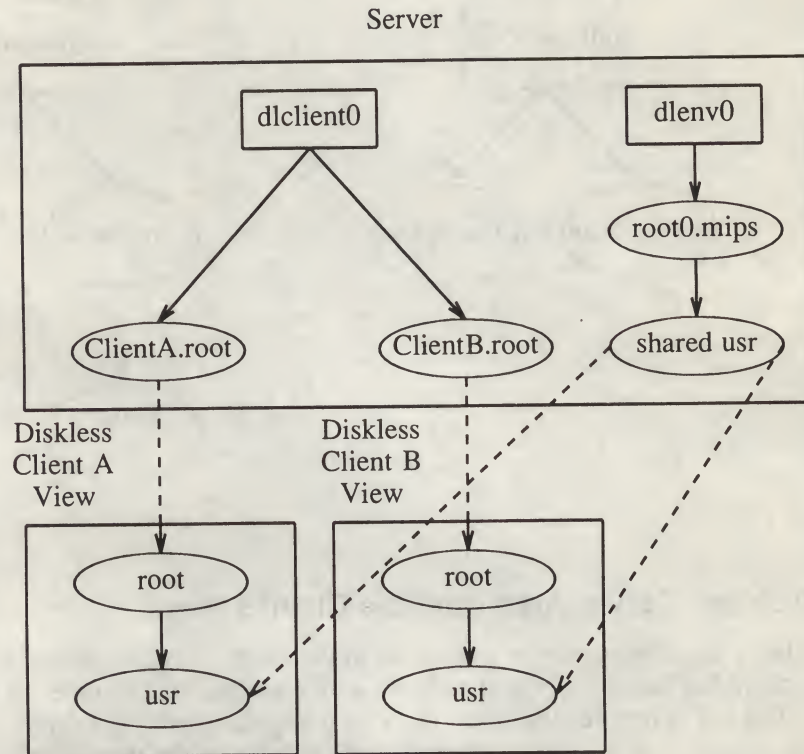 Server
dlclient0
dlenv0
root0.mips
ClientA.root
ClientB.root
shared usr
Diskless
Client A
View
Diskless
Client B
View
root
root
usr
usr